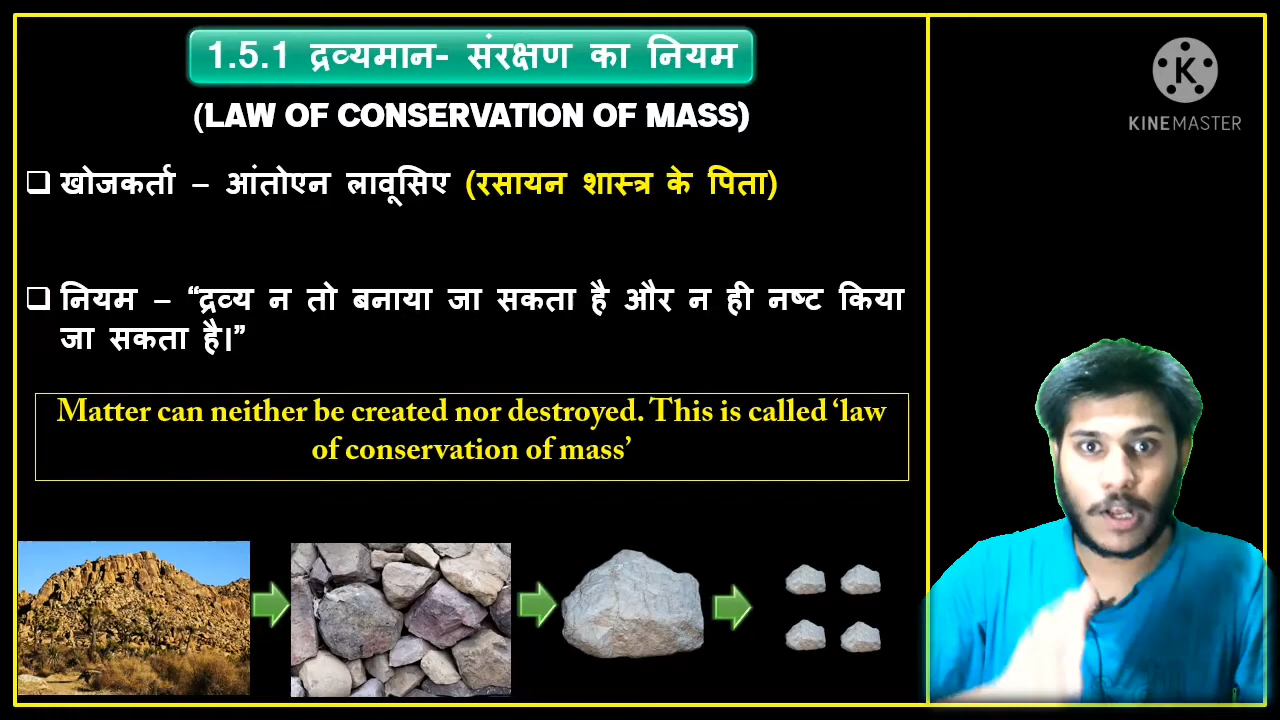 1.5.1 द्रव्यमान- संरक्षण का नियम
(LAW OF CONSERVATION OF MASS)
खोजकर्ता – आंतोएन लावूसिए (रसायन शास्त्र के पिता)
नियम – “द्रव्य न तो बनाया जा सकता है और न ही नष्ट किया
जा सकता है।”
Matter can neither be created nor destroyed. This is called ‘law
of conservation of mass’
K
KINEMASTER